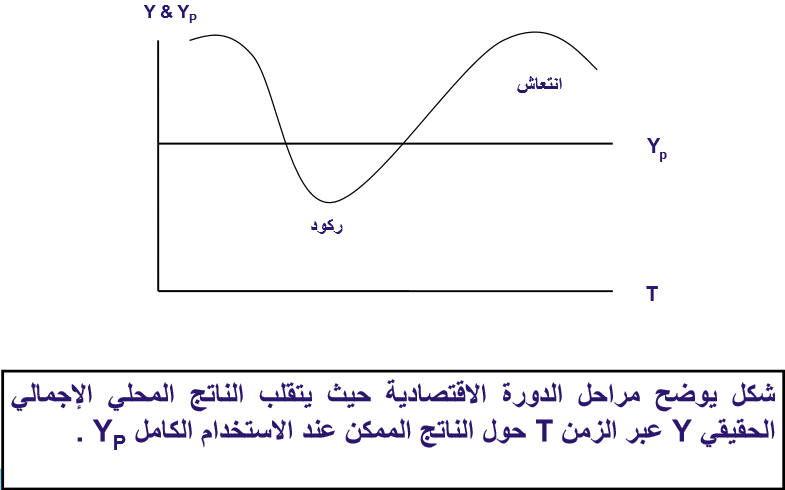 Y & Yp
انتعاش
Yp
ركود
T
شكل يوضح مراحل الدورة الاقتصادية حيث يتقلب الناتج المحلي الإجمالي
الحقيقي Y عبر الزمن T حول الناتج الممكن عند الاستخدام الكامل YP .